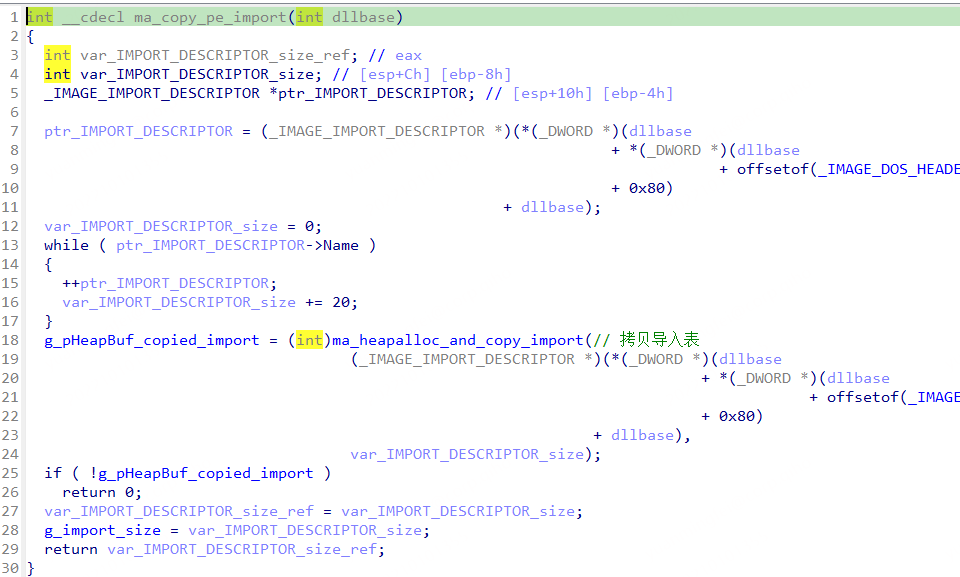 1 int __cdecl ma_copy_pe_import(int dllbase)
2 {
3 int var_IMPORT_DESCRIPTOR_size_ref; // eax
4 int var_IMPORT_DESCRIPTOR_size; // [esp+Ch] [ebp-8h]
5 _IMAGE_IMPORT_DESCRIPTOR *ptr_IMPORT_DESCRIPTOR; // [esp+10h] [ebp-4h]
6
7 ptr_IMPORT_DESCRIPTOR = (_IMAGE_IMPORT_DESCRIPTOR *)(*(_DWORD *)(dllbase
8 + *(_DWORD *)(dllbase
9 + offsetof(_IMAGE_DOS_HEADE
10 + 0x80)
11 + dllbase);
12 var_IMPORT_DESCRIPTOR_size = 0;
13 while ( ptr_IMPORT_DESCRIPTOR->Name )
14 {
15 ++ptr_IMPORT_DESCRIPTOR;
16 var_IMPORT_DESCRIPTOR_size += 20;
17 }
18 g_pHeapBuf_copied_import = (int)ma_heapalloc_and_copy_import(// 拷贝导入表
19 (_IMAGE_IMPORT_DESCRIPTOR *)(*(_DWORD *)(dllbase
20 + *(_DWORD *)(dllbase
21 + offsetof(_IMAG
22 + 0x80)
23 + dllbase),
24 var_IMPORT_DESCRIPTOR_size);
25 if ( !g_pHeapBuf_copied_import )
26 return 0;
27 var_IMPORT_DESCRIPTOR_size_ref = var_IMPORT_DESCRIPTOR_size;
28 g_import_size = var_IMPORT_DESCRIPTOR_size;
29 return var_IMPORT_DESCRIPTOR_size_ref;
30 }